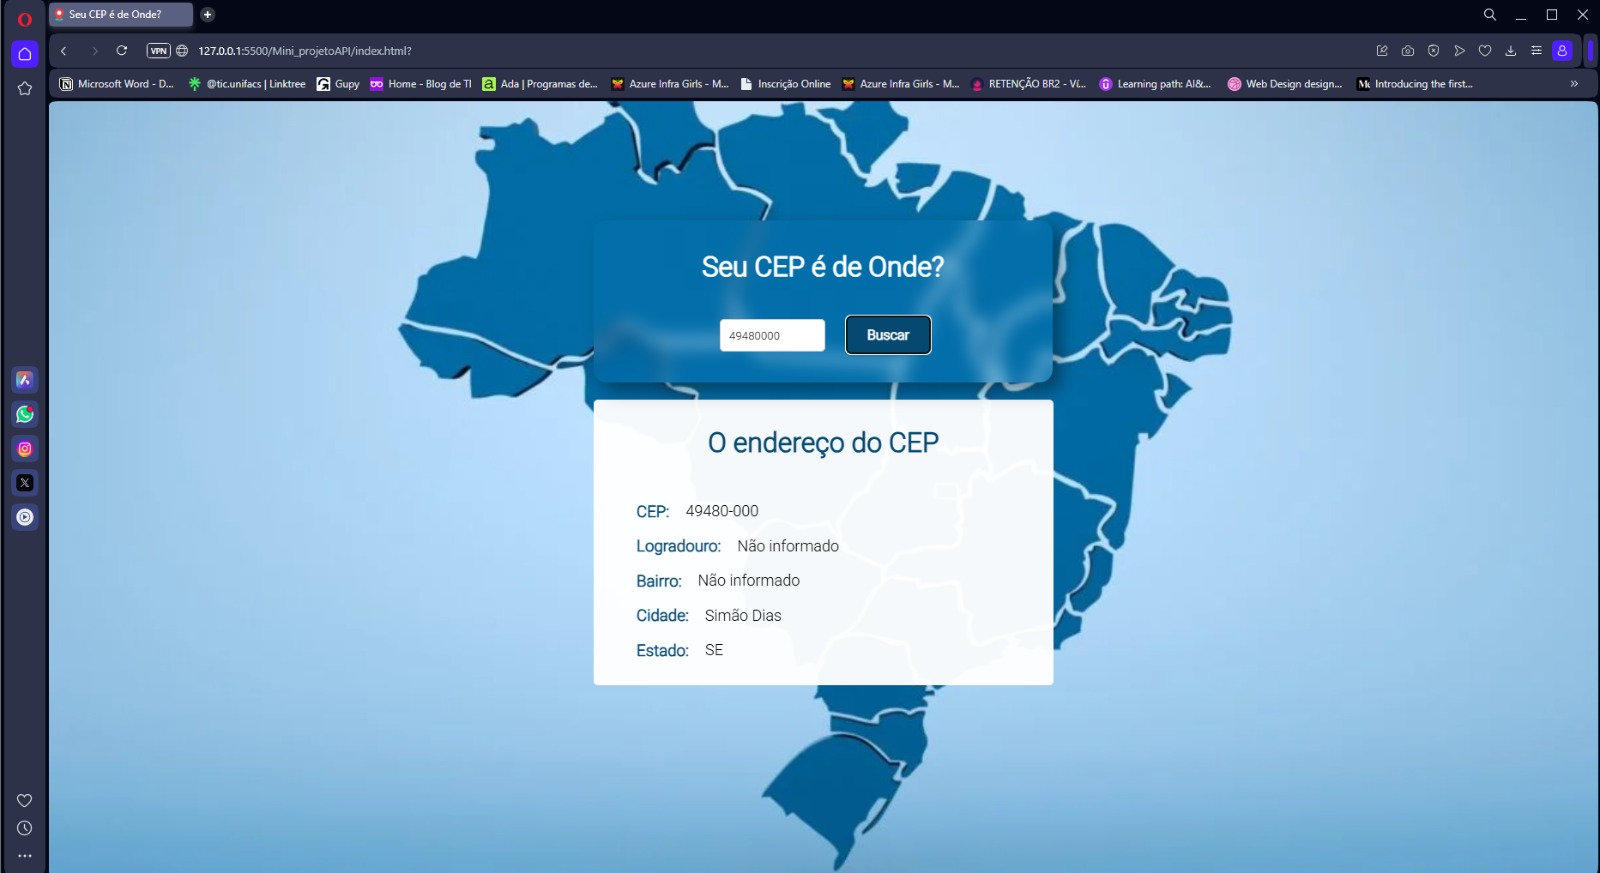 Seu CEP é de Onde?
VPN
127.0.0.1:5500/Mini_projetoAPI/index.html?
Microsoft Word - D...
@tic.unifacs | Linktree
Gupy
Home - Blog de TI
Ada | Programas de...
Azure Infra Girls - M...
Inscrição Online
Azure Infra Girls - M...
RETENÇÃO BR2 - Ví...
Learning path: AI&...
Web Design design...
Introducing the first...
Seu CEP é de Onde?
49480000
Buscar
O endereço do CEP
CEP: 49480-000
Logradouro: Não informado
Bairro: Não informado
Cidade: Simão Dias
Estado: SE